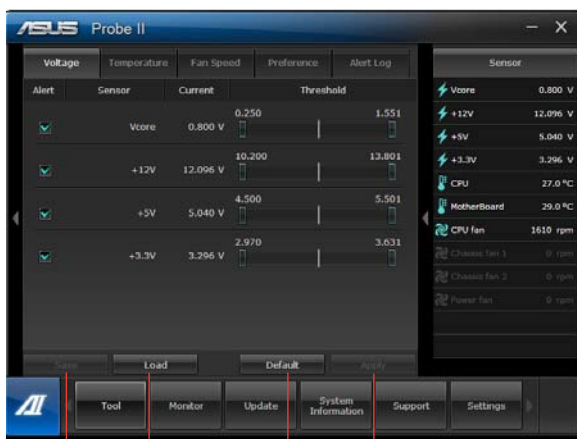 ASUS Probe II
Voltage Temperature Fan Speed Preference Alert Log
Alert Sensor Current Threshold
Vcore 0.800 V 0.250 1.551
+12V 12.096 V 10.200 13.801
+5V 5.040 V 4.500 5.501
+3.3V 3.296 V 2.970 3.631
Save Load Default Apply
Sensor
Vcore 0.800 V
+12V 12.096 V
+5V 5.040 V
+3.3V 3.296 V
CPU 27.0 °C
MotherBoard 29.0 °C
CPU fan 1610 rpm
Chassis fan 1 0 rpm
Chassis fan 2 0 rpm
Power fan 0 rpm
AI Tool Monitor Update System Information Support Settings